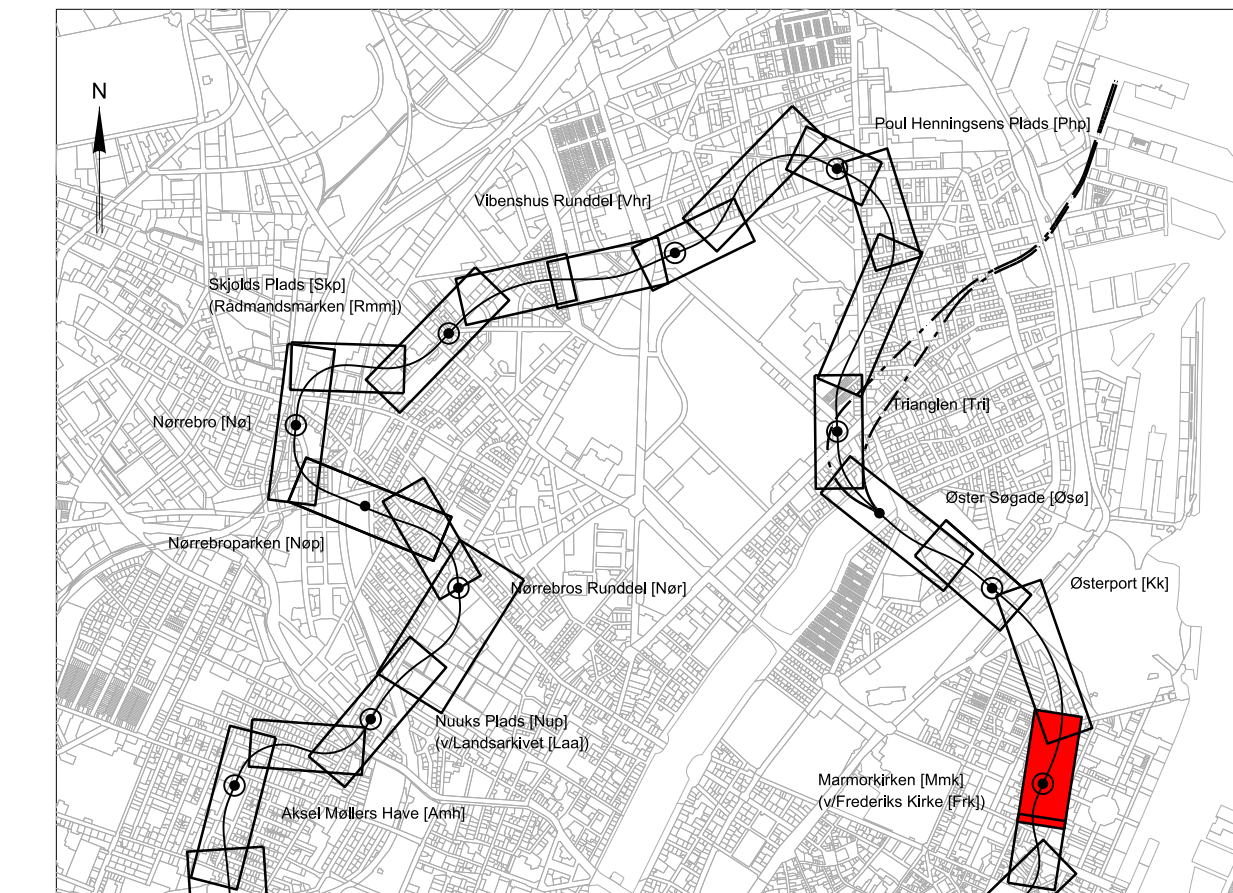 N
Poul Henningsens Plads [Php]
Vibenshus Runddel [Vhr]
Skjolds Plads [Skp]
(Rådmandsmarken [Rmm])
Nørrebro [Nø]
Trianglen [Tri]
Øster Søgade [Øsø]
Nørrebroparken [Nøp]
Nørrebros Runddel [Nør]
Østerport [Kk]
Nuuks Plads [Nup]
(v/Landsarkivet [Laa])
Marmorkirken [Mmk]
(v/Frederiks Kirke [Frk])
Aksel Møllers Have [Amh]